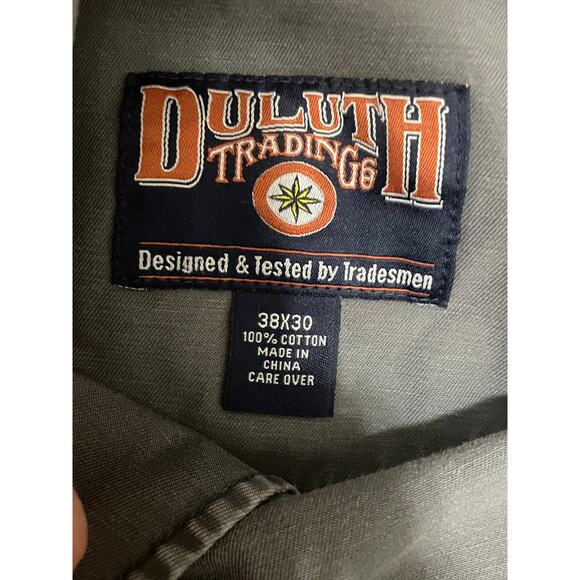 DULUTH
TRADING Co
Designed & Tested by Tradesmen
38X30
100% COTTON
MADE IN
CHINA
CARE OVER